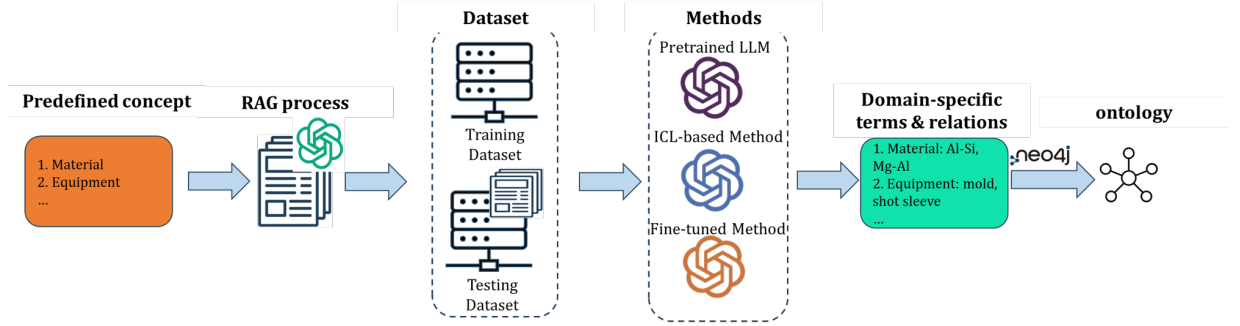 Predefined concept
1. Material
2. Equipment
...
RAG process
Dataset
Training
Dataset
Testing
Dataset
Methods
Pretrained LLM
ICL-based Method
Fine-tuned Method
Domain-specific
terms & relations
1. Material: Al-Si,
Mg-Al
2. Equipment: mold,
shot sleeve
...
neo4j
ontology